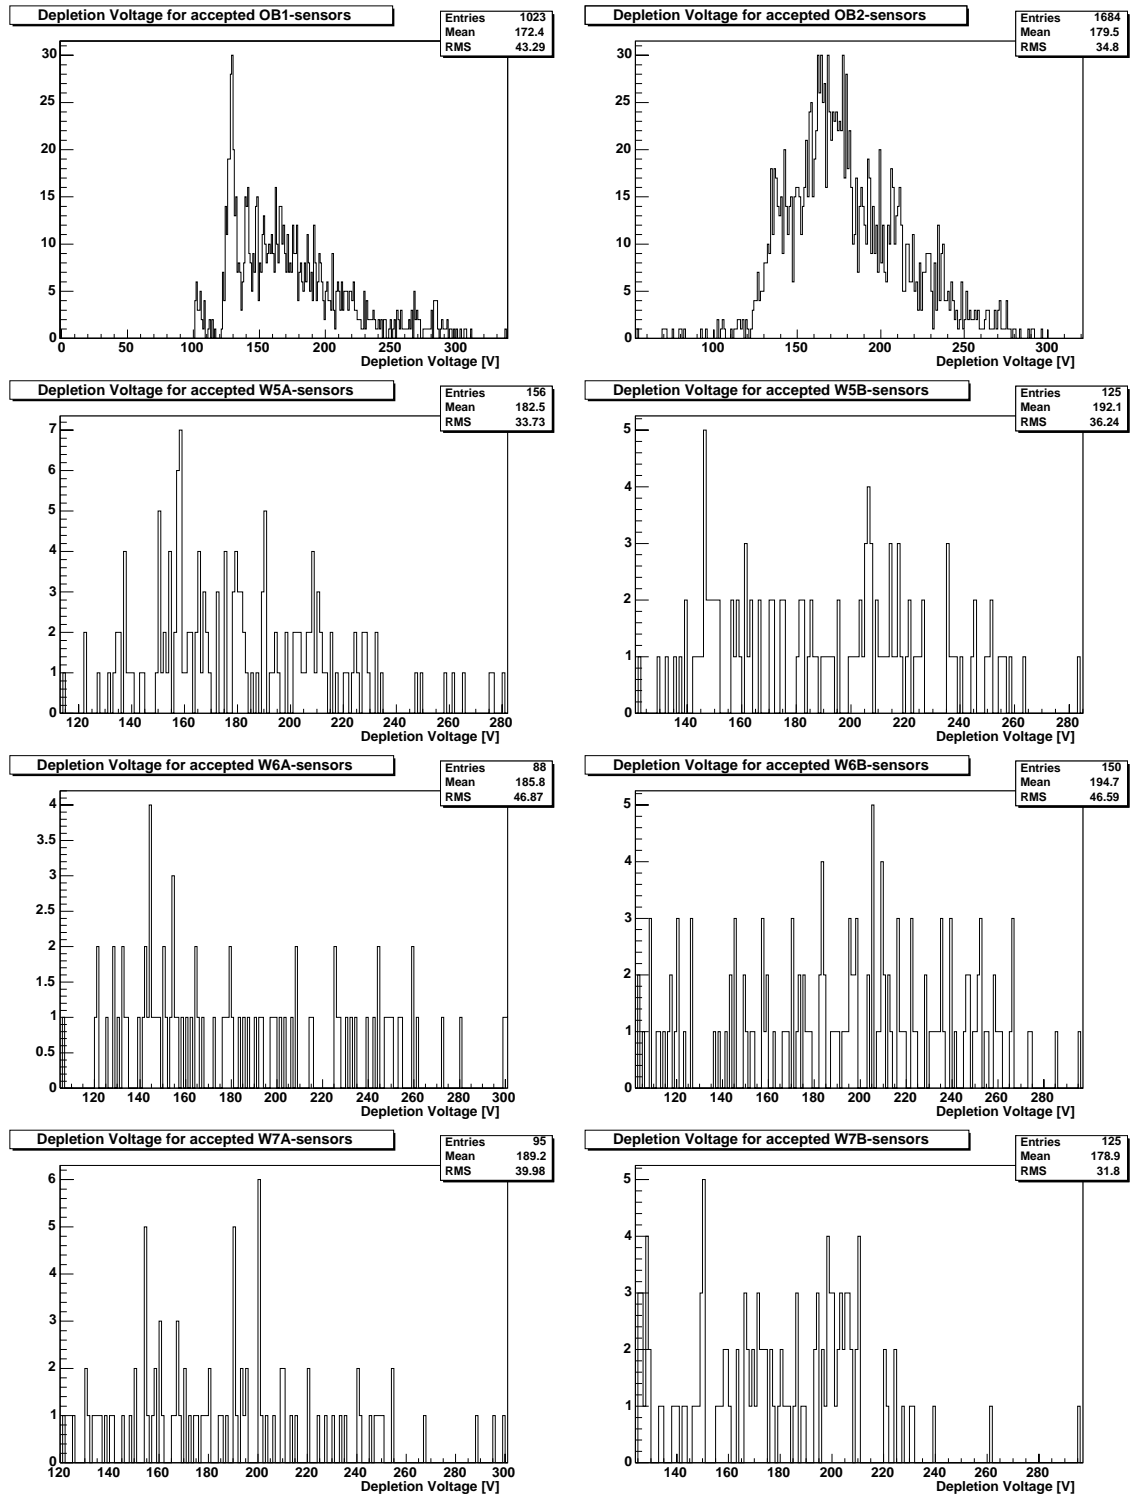 Depletion Voltage for accepted OB1-sensors
Entries 1023
Mean 172.4
RMS 43.29
30
25
20
15
10
5
0
0 50 100 150 200 250 300
Depletion Voltage [V]
Depletion Voltage for accepted OB2-sensors
Entries 1684
Mean 179.5
RMS 34.8
30
25
20
15
10
5
0
100 150 200 250 300
Depletion Voltage [V]
Depletion Voltage for accepted W5A-sensors
Entries 156
Mean 182.5
RMS 33.73
7
6
5
4
3
2
1
0
120 140 160 180 200 220 240 260 280
Depletion Voltage [V]
Depletion Voltage for accepted W5B-sensors
Entries 125
Mean 192.1
RMS 36.24
5
4
3
2
1
0
140 160 180 200 220 240 260 280
Depletion Voltage [V]
Depletion Voltage for accepted W6A-sensors
Entries 88
Mean 185.8
RMS 46.87
4
3.5
3
2.5
2
1.5
1
0.5
0
120 140 160 180 200 220 240 260 280 300
Depletion Voltage [V]
Depletion Voltage for accepted W6B-sensors
Entries 150
Mean 194.7
RMS 46.59
5
4
3
2
1
0
120 140 160 180 200 220 240 260 280
Depletion Voltage [V]
Depletion Voltage for accepted W7A-sensors
Entries 95
Mean 189.2
RMS 39.98
6
5
4
3
2
1
0
120 140 160 180 200 220 240 260 280 300
Depletion Voltage [V]
Depletion Voltage for accepted W7B-sensors
Entries 125
Mean 178.9
RMS 31.8
5
4
3
2
1
0
140 160 180 200 220 240 260 280
Depletion Voltage [V]